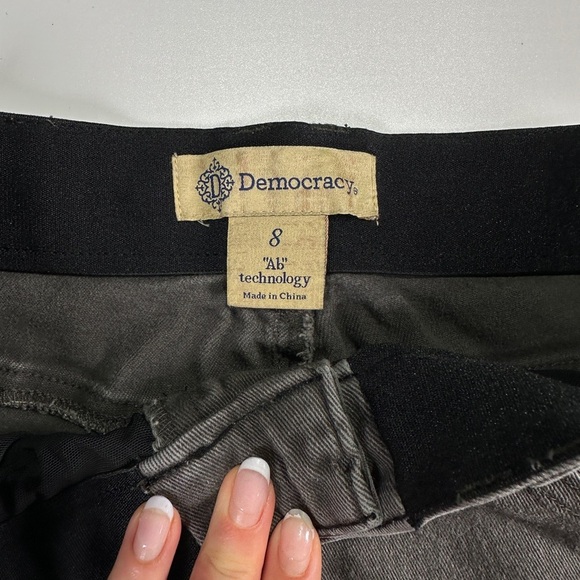 D Democracy®
8
"Ab"
technology
Made in China